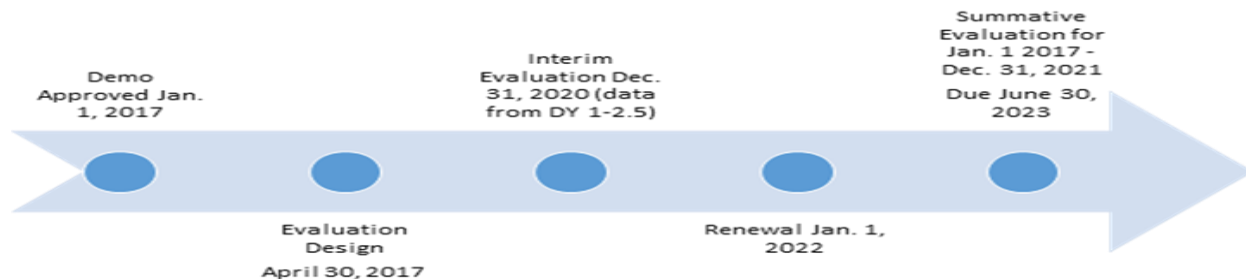 Demo
Approved Jan.
1, 2017
Evaluation
Design
April 30, 2017
Interim
Evaluation Dec.
31, 2020 (data
from DY 1-2.5)
Renewal Jan. 1,
2022
Summative
Evaluation for
Jan. 1 2017 -
Dec. 31, 2021
Due June 30,
2023